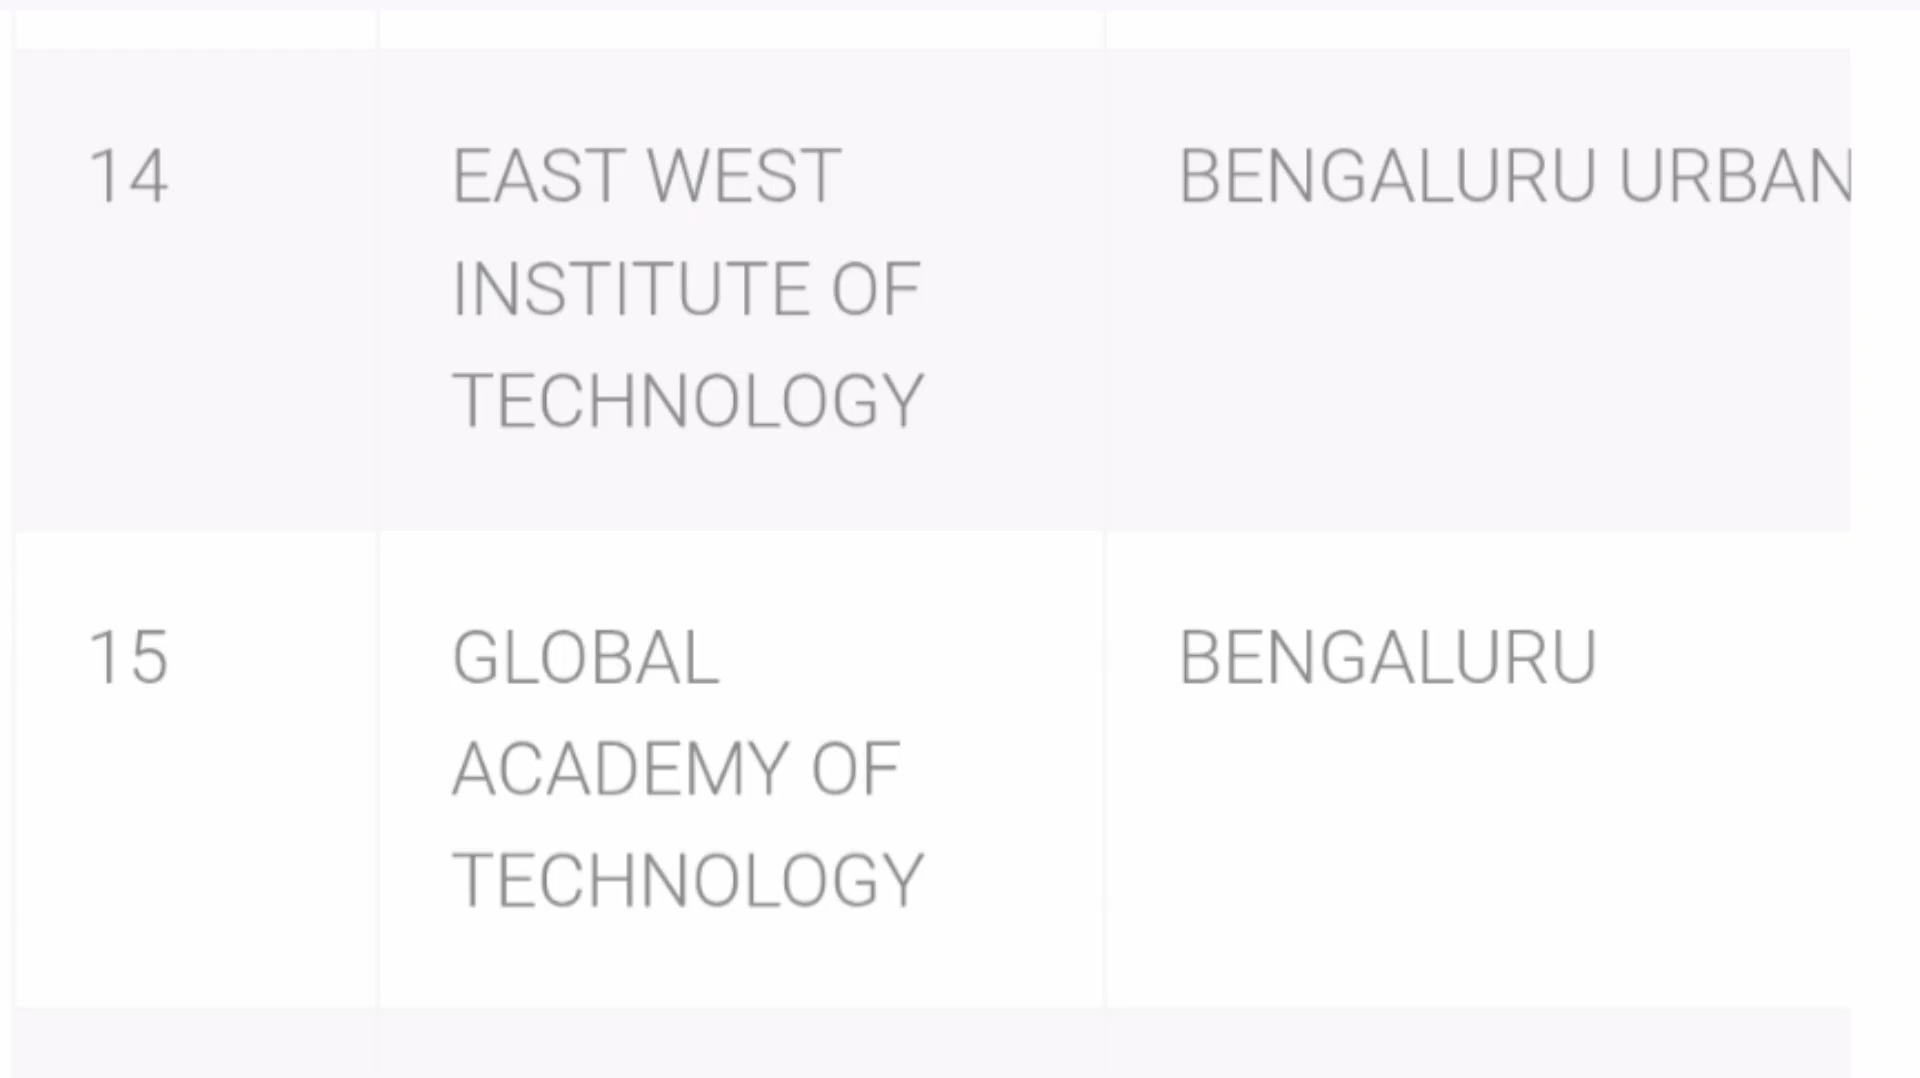 14 EAST WEST BENGALURU URBAN
INSTITUTE OF
TECHNOLOGY
15 GLOBAL BENGALURU
ACADEMY OF
TECHNOLOGY